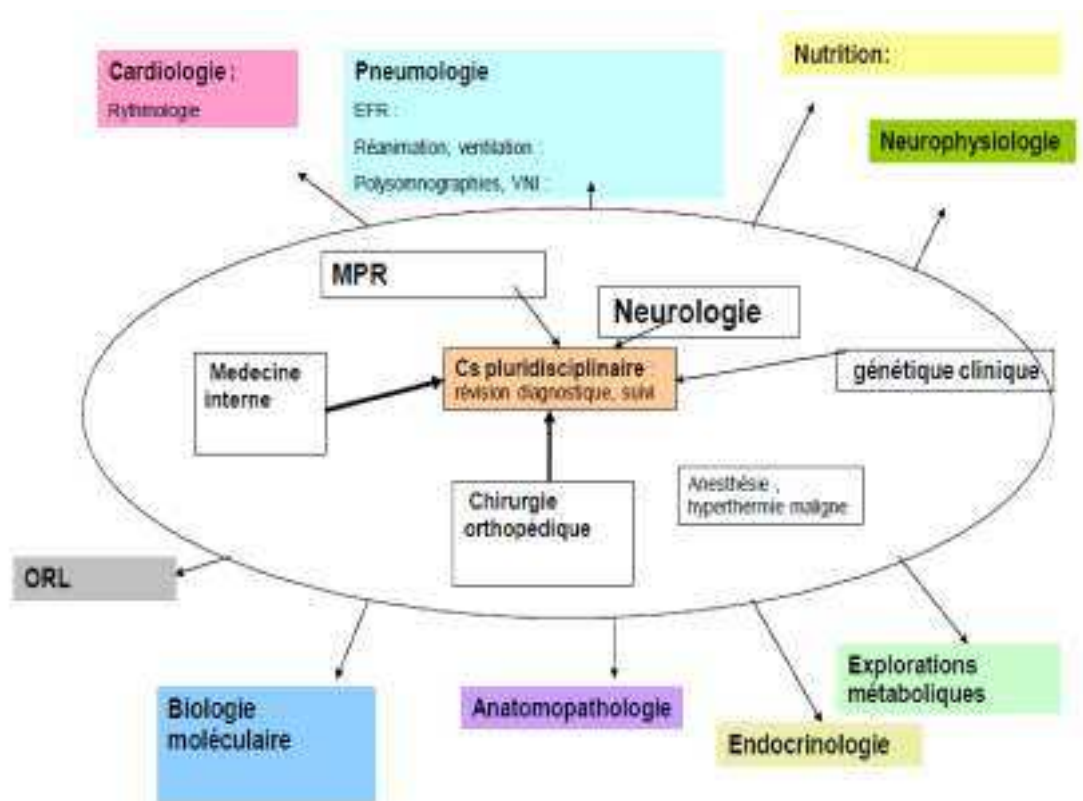 Cardiologie :
Rythmologie
Pneumologie
EFR :
Réanimation, ventilation :
Polysomnographies, VNI :
Nutrition:
Neurophysiologie
MPR
Neurologie
Medecine
interne
Cs pluridisciplinaire
révision diagnostique, suivi
génétique clinique
Chirurgie
orthopédique
Anesthésie ,
hyperthermie maligne
ORL
Biologie
moléculaire
Anatomopathologie
Endocrinologie
Explorations
métaboliques